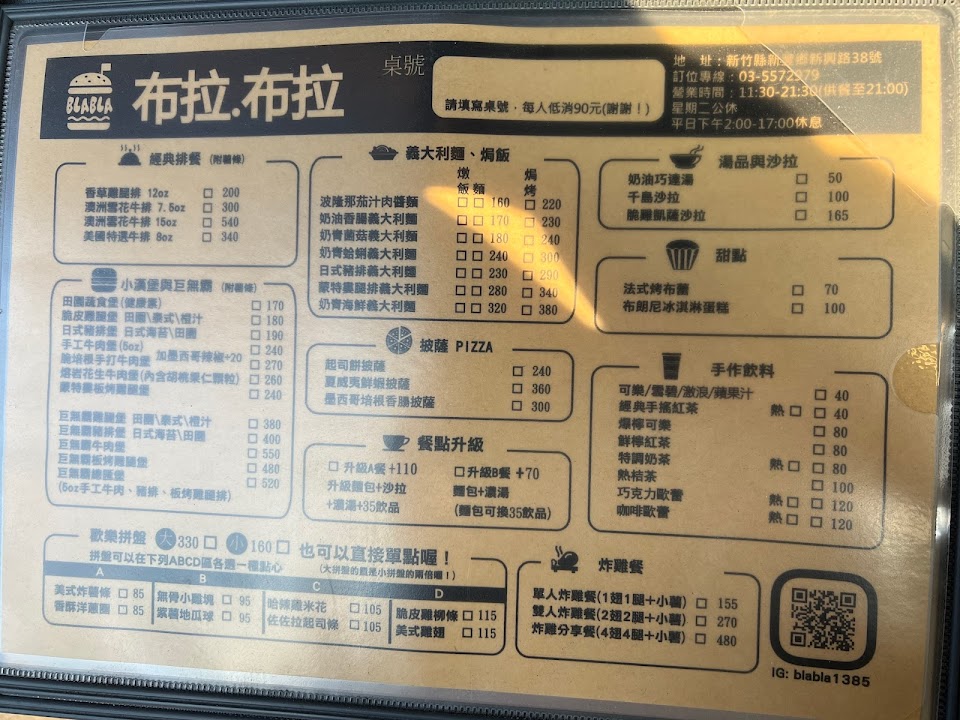 BLABLA
布拉.布拉
桌號
請填寫桌號，每人低消90元(謝謝！)
地 址：新竹縣新豐鄉新興路38號
訂位專線：03-5572979
營業時間：11:30-21:30(供餐至21:00)
星期二公休
平日下午2:00-17:00休息
經典排餐 (附薯條)
香草雞腿排 12oz □ 200
澳洲雪花牛排 7.5oz □ 300
澳洲雪花牛排 15oz □ 540
美國特選牛排 8oz □ 340
小漢堡與巨無霸 (附薯條)
田園蔬食堡(健康素) □ 170
脆皮雞腿堡 田園\泰式\橙汁 □ 180
日式豬排堡 日式海苔\田園 □ 190
手工牛肉堡(5oz) □ 240
脆培根手打牛肉堡 加墨西哥辣椒+20 □ 270
熔岩花生牛肉堡(內含胡桃果仁顆粒) □ 260
蒙特婁板烤雞腿堡 □ 240
巨無霸雞腿堡 田園\泰式\橙汁 □ 380
巨無霸豬排堡 日式海苔\田園 □ 400
巨無霸牛肉堡 □ 550
巨無霸板烤雞腿堡 □ 480
巨無霸總匯堡 □ 520
(5oz手工牛肉、豬排、板烤雞腿排)
義大利麵、焗飯
燉飯 麵 焗烤
波隆那茄汁肉醬麵 □ □ 160 □ 220
奶油香腸義大利麵 □ □ 170 □ 230
奶青菌菇義大利麵 □ □ 180 □ 240
奶青蛤蜊義大利麵 □ □ 240 □ 300
日式豬排義大利麵 □ □ 230 □ 290
蒙特婁腿排義大利麵 □ □ 280 □ 340
奶青海鮮義大利麵 □ □ 320 □ 380
披薩 PIZZA
起司餅披薩 □ 240
夏威夷鮮蝦披薩 □ 360
墨西哥培根香腸披薩 □ 300
餐點升級
□ 升級A餐 +110
升級麵包+沙拉
+濃湯+35飲品
□ 升級B餐 +70
麵包+濃湯
(麵包可換35飲品)
湯品與沙拉
奶油巧達湯 □ 50
千島沙拉 □ 100
脆雞凱薩沙拉 □ 165
甜點
法式烤布蕾 □ 70
布朗尼冰淇淋蛋糕 □ 100
手作飲料
可樂/雪碧/激浪/蘋果汁 □ 40
經典手搖紅茶 熱 □ □ 40
爆檸可樂 □ 80
鮮檸紅茶 □ 80
特調奶茶 熱 □ □ 80
熱桔茶 □ 100
巧克力歐蕾 熱 □ □ 120
咖啡歐蕾 熱 □ □ 120
歡樂拼盤 大 330 □ 小 160 □ 也可以直接單點喔！
拼盤可以在下列ABCD區各選一種點心 (大拼盤的量是小拼盤的兩倍喔！)
A B C D
美式炸薯條 □ 85
香酥洋蔥圈 □ 85
無骨小雞塊 □ 95
紫薯地瓜球 □ 95
哈條雞米花 □ 105
佐佐拉起司條 □ 105
脆皮雞柳條 □ 115
美式雞翅 □ 115
炸雞餐
單人炸雞餐(1翅1腿+小薯) □ 155
雙人炸雞餐(2翅2腿+小薯) □ 270
炸雞分享餐(4翅4腿+小薯) □ 480
IG: blabla1385